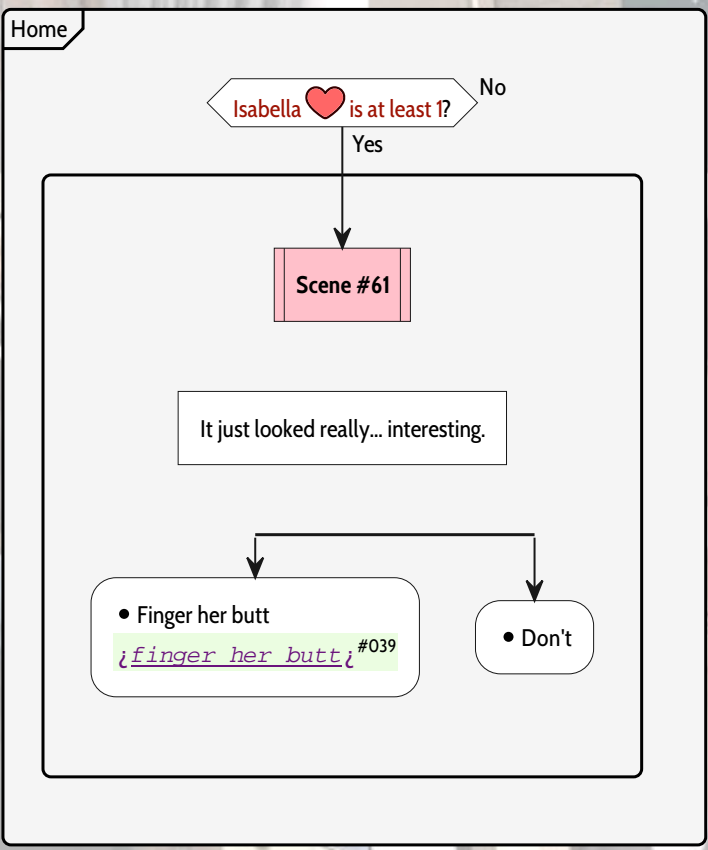 Home
No
Isabella is at least 1?
Yes
Scene #61
It just looked really... interesting.
• Finger her butt
¿finger her butt¿#039
• Don't